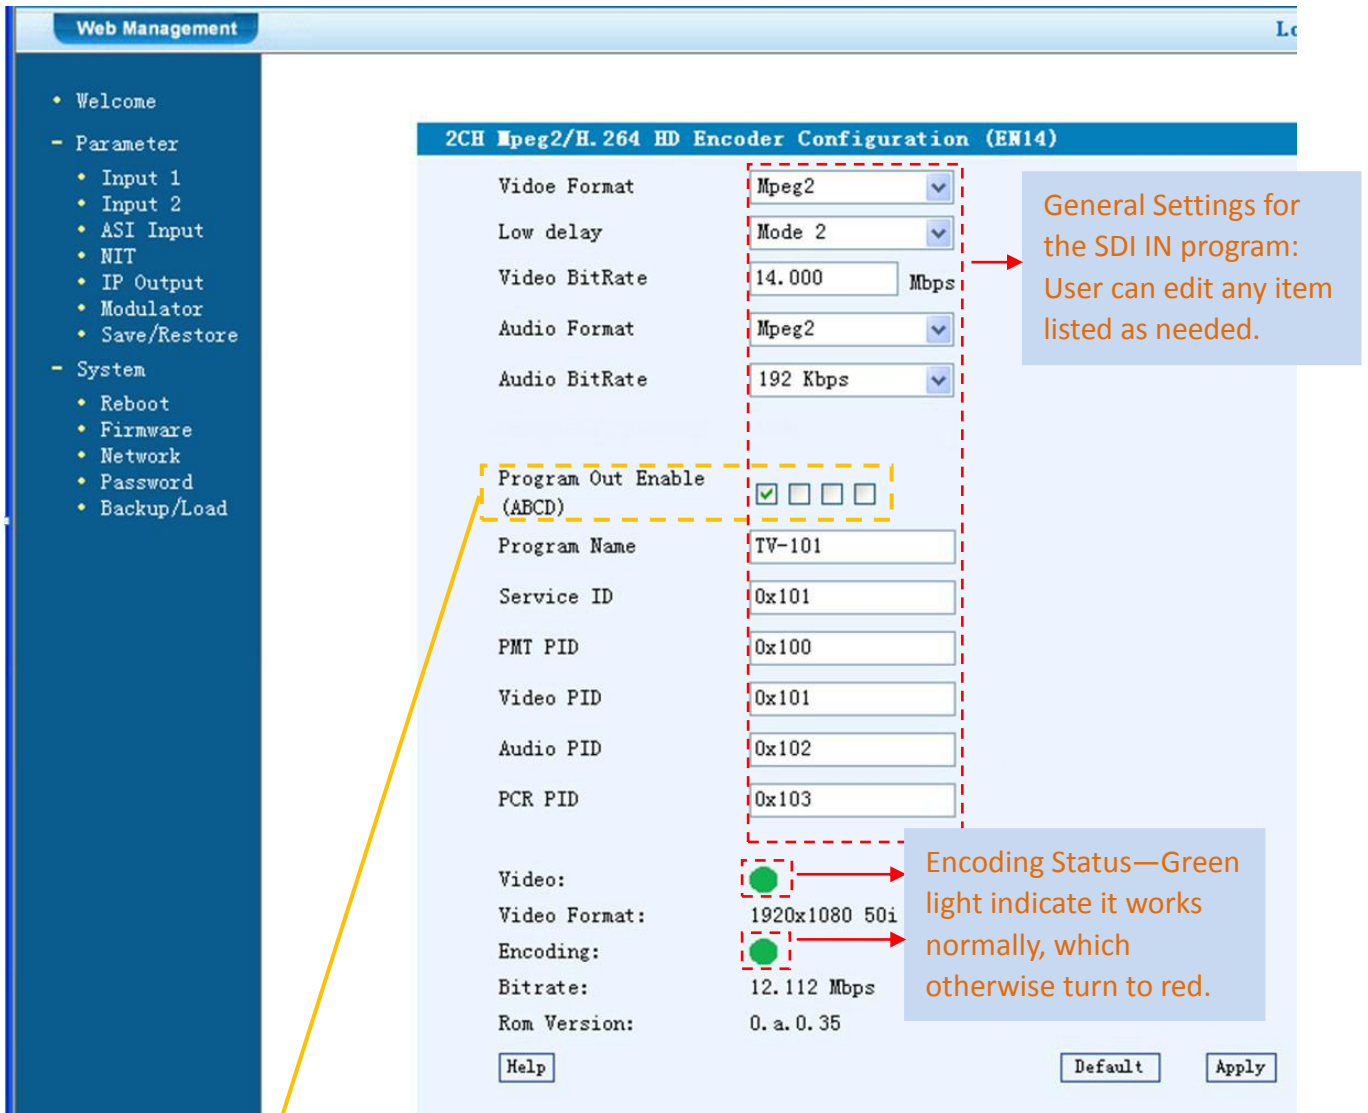 Web Management
Welcome
Parameter
Input 1
Input 2
ASI Input
NIT
IP Output
Modulator
Save/Restore
System
Reboot
Firmware
Network
Password
Backup/Load
2CH Mpeg2/H.264 HD Encoder Configuration (EN14)
Vidoe Format Mpeg2
Low delay Mode 2
Video BitRate 14.000 Mbps
Audio Format Mpeg2
Audio BitRate 192 Kbps
Program Out Enable
(ABCD)
Program Name TV-101
Service ID 0x101
PMT PID 0x100
Video PID 0x101
Audio PID 0x102
PCR PID 0x103
Video:
Video Format: 1920x1080 50i
Encoding:
Bitrate: 12.112 Mbps
Rom Version: 0.a.0.35
Help Default Apply
General Settings for
the SDI IN program:
User can edit any item
listed as needed.
Encoding Status—Green
light indicate it works
normally, which
otherwise turn to red.